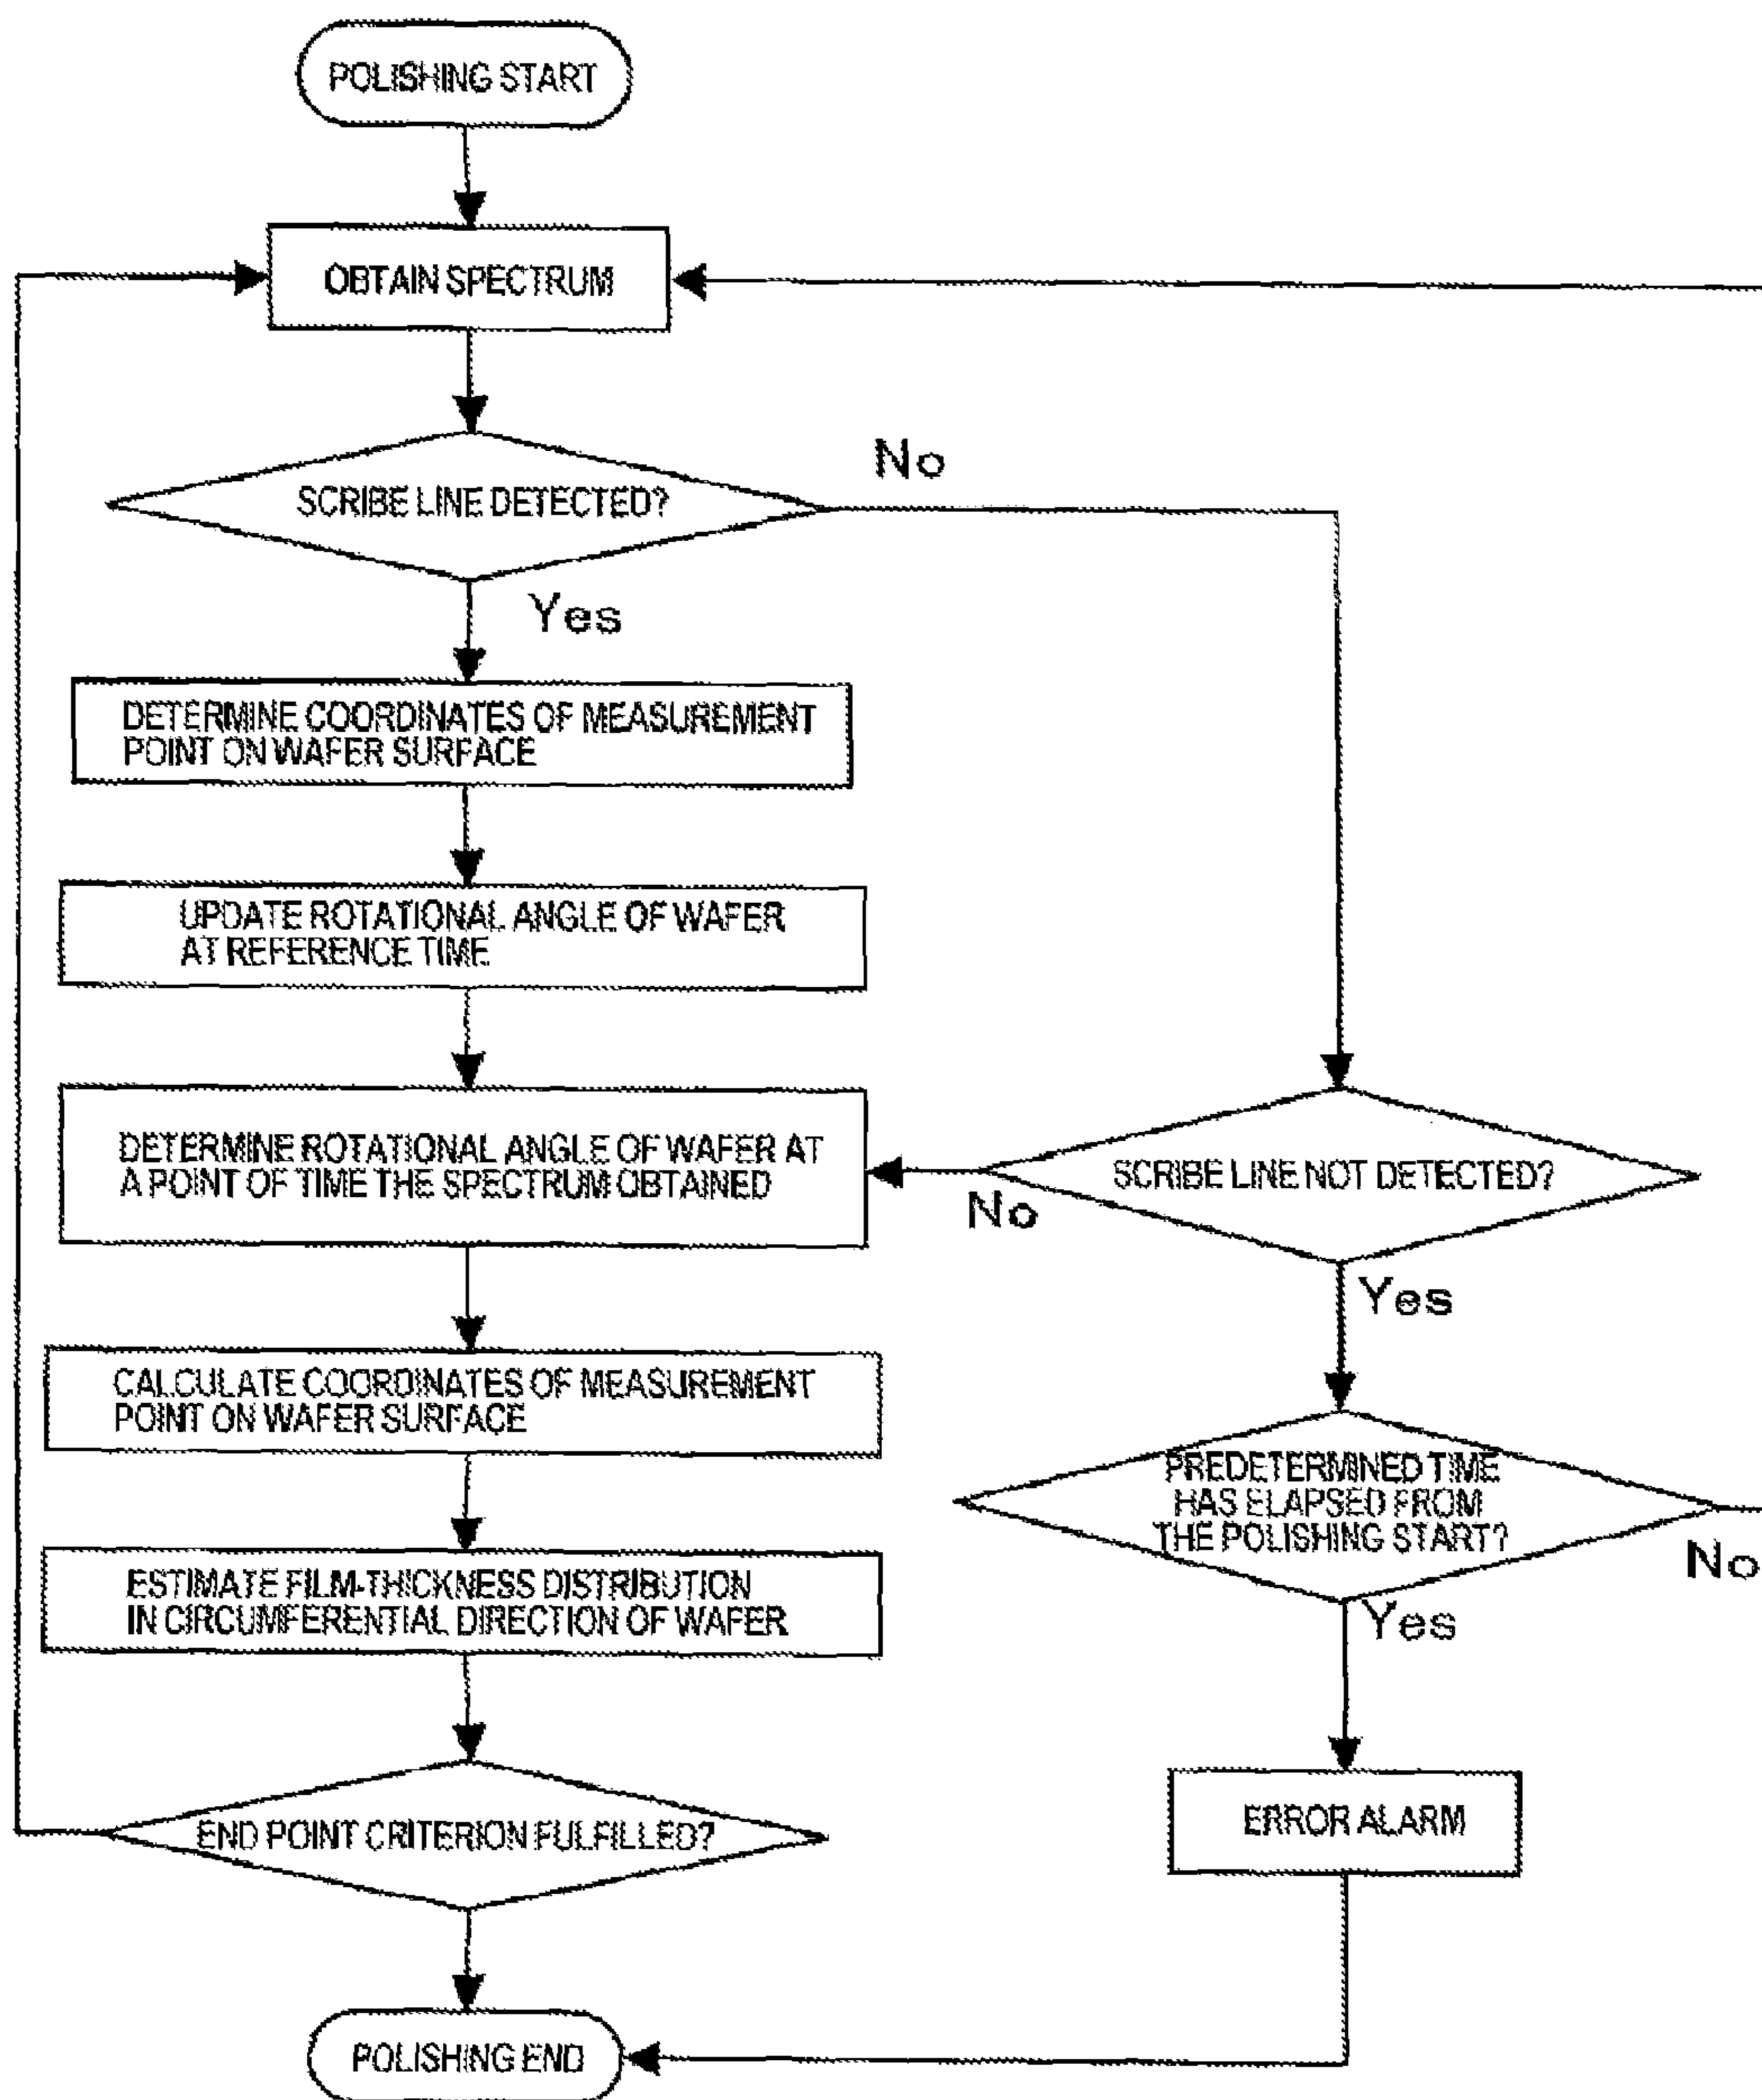 POLISHING START
OBTAIN SPECTRUM
SCRIBE LINE DETECTED?
No
Yes
DETERMINE COORDINATES OF MEASUREMENT
POINT ON WAFER SURFACE
UPDATE ROTATIONAL ANGLE OF WAFER
AT REFERENCE TIME
DETERMINE ROTATIONAL ANGLE OF WAFER AT
A POINT OF TIME THE SPECTRUM OBTAINED
SCRIBE LINE NOT DETECTED?
No
Yes
CALCULATE COORDINATES OF MEASUREMENT
POINT ON WAFER SURFACE
PREDETERMINED TIME
HAS ELAPSED FROM
THE POLISHING START?
No
Yes
ESTIMATE FILM-THICKNESS DISTRIBUTION
IN CIRCUMFERENTIAL DIRECTION OF WAFER
END POINT CRITERION FULFILLED?
ERROR ALARM
POLISHING END